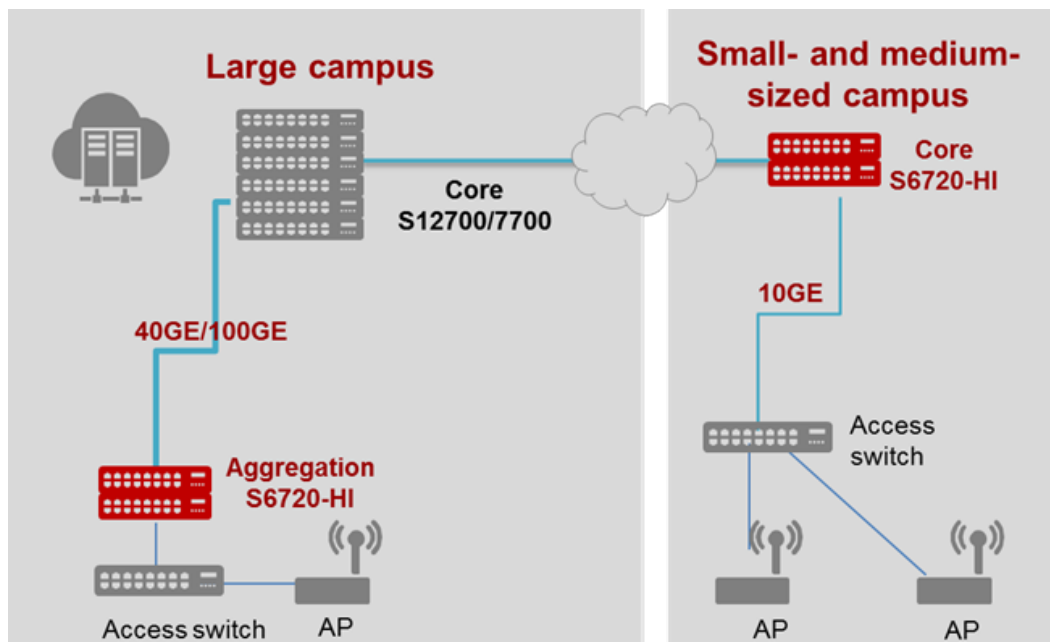 Large campus
Core
S12700/7700
40GE/100GE
Aggregation
S6720-HI
Access switch
AP
Small- and medium-
sized campus
Core
S6720-HI
10GE
Access
switch
AP
AP